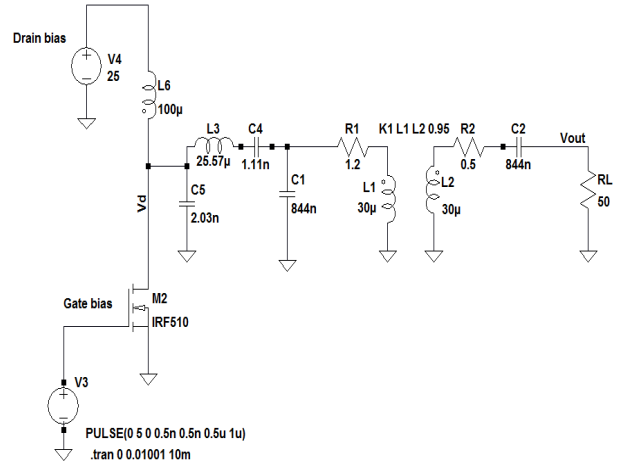 Drain bias
V4
25
L6
100µ
L3
25.57µ
C4
1.11n
R1
1.2
K1 L1 L2 0.95
R2
0.5
C2
844n
Vout
C5
2.03n
C1
844n
L1
30µ
L2
30µ
RL
50
Vd
Gate bias
M2
IRF510
V3
PULSE(0 5 0 0.5n 0.5n 0.5u 1u)
.tran 0 0.01001 10m